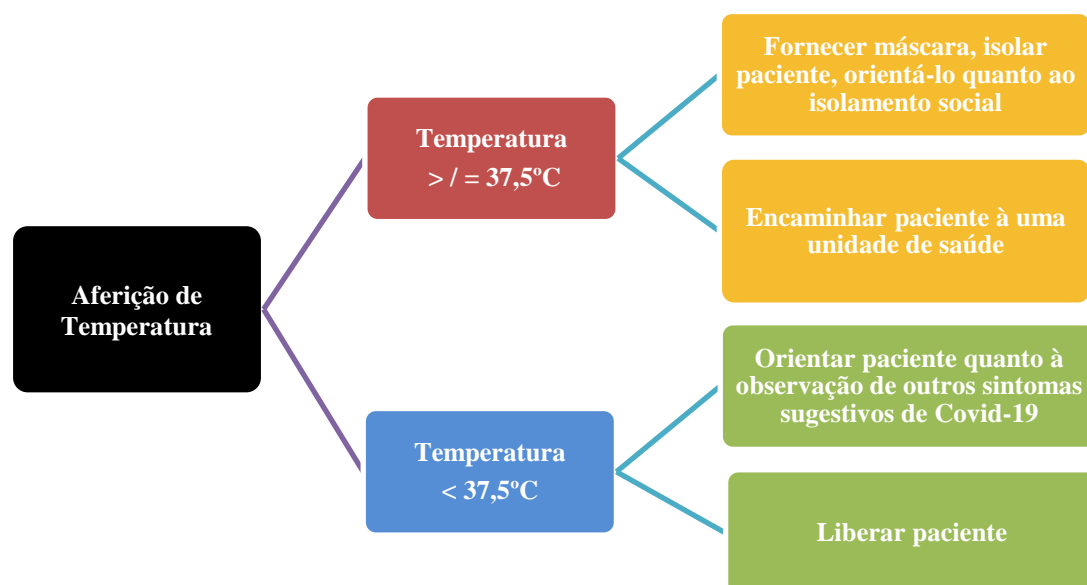 Fornecer máscara, isolar
paciente, orientá-lo quanto ao
isolamento social
Temperatura
> / = 37,5ºC
Encaminhar paciente à uma
unidade de saúde
Aferição de
Temperatura
Orientar paciente quanto à
observação de outros sintomas
sugestivos de Covid-19
Temperatura
< 37,5ºC
Liberar paciente